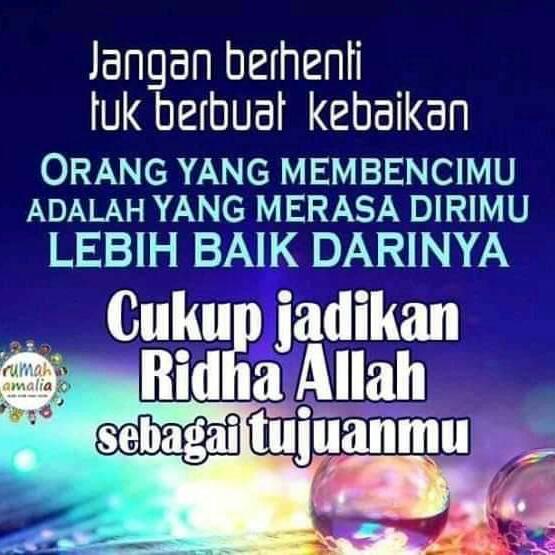 Jangan berhenti
tuk berbuat kebaikan
ORANG YANG MEMBENCIMU
ADALAH YANG MERASA DIRIMU
LEBIH BAIK DARINYA
Cukup jadikan
Ridha Allah
sebagai tujuanmu
rumah
amalia